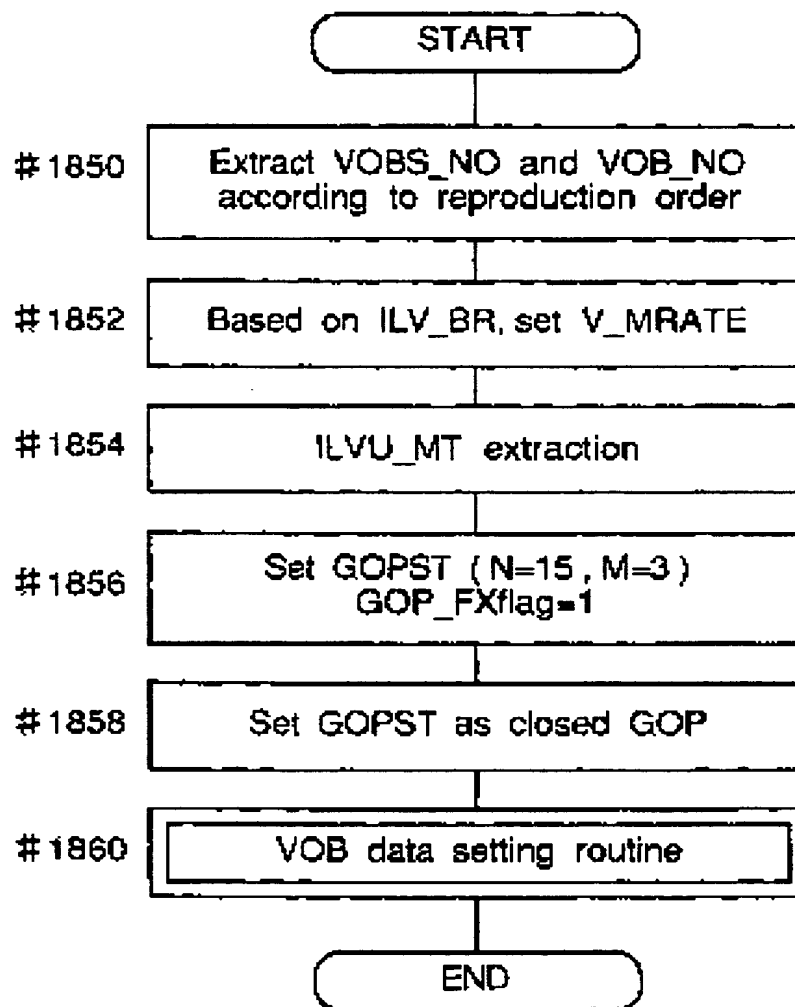 START
#1850
Extract VOBS_NO and VOB_NO
according to reproduction order
#1852
Based on ILV_BR, set V_MRATE
#1854
ILVU_MT extraction
#1856
Set GOPST (N=15, M=3)
GOP_FXflag=1
#1858
Set GOPST as closed GOP
#1860
VOB data setting routine
END